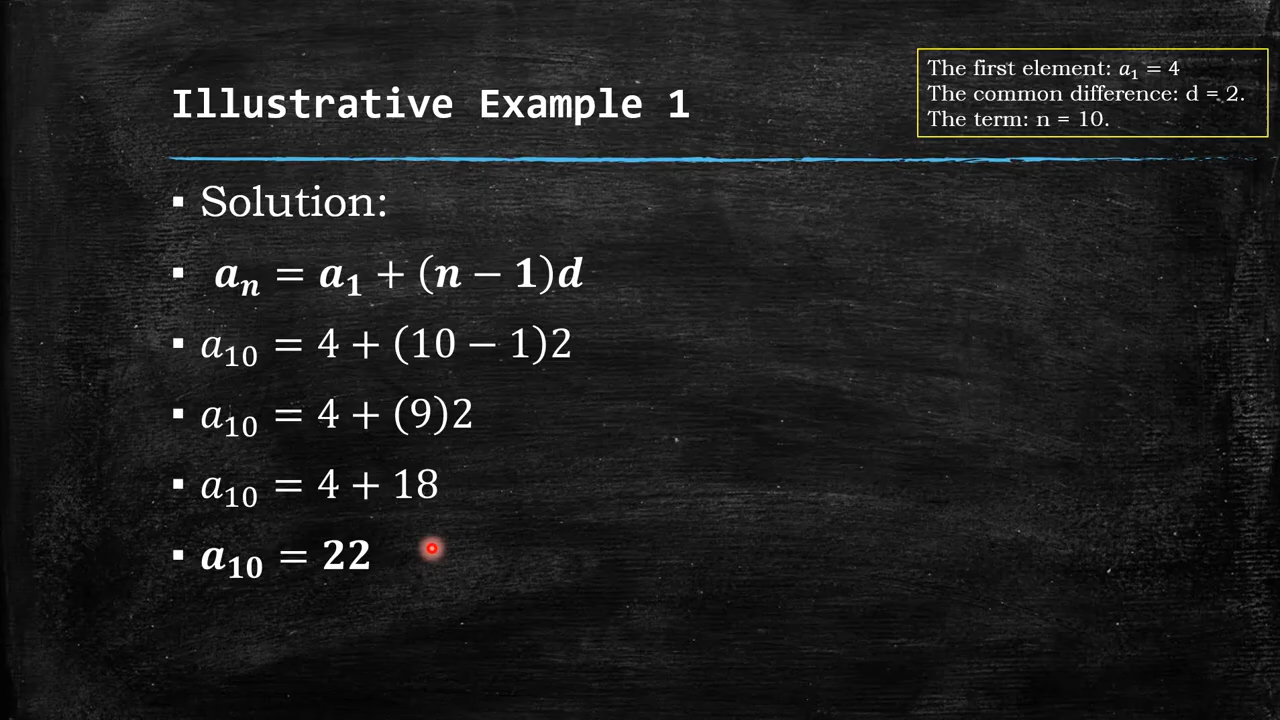 The first element: a₁ = 4
The common difference: d = 2.
The term: n = 10.
Illustrative Example 1
▪ Solution:
▪ aₙ = a₁ + (n − 1)d
▪ a₁₀ = 4 + (10 − 1)2
▪ a₁₀ = 4 + (9)2
▪ a₁₀ = 4 + 18
▪ a₁₀ = 22